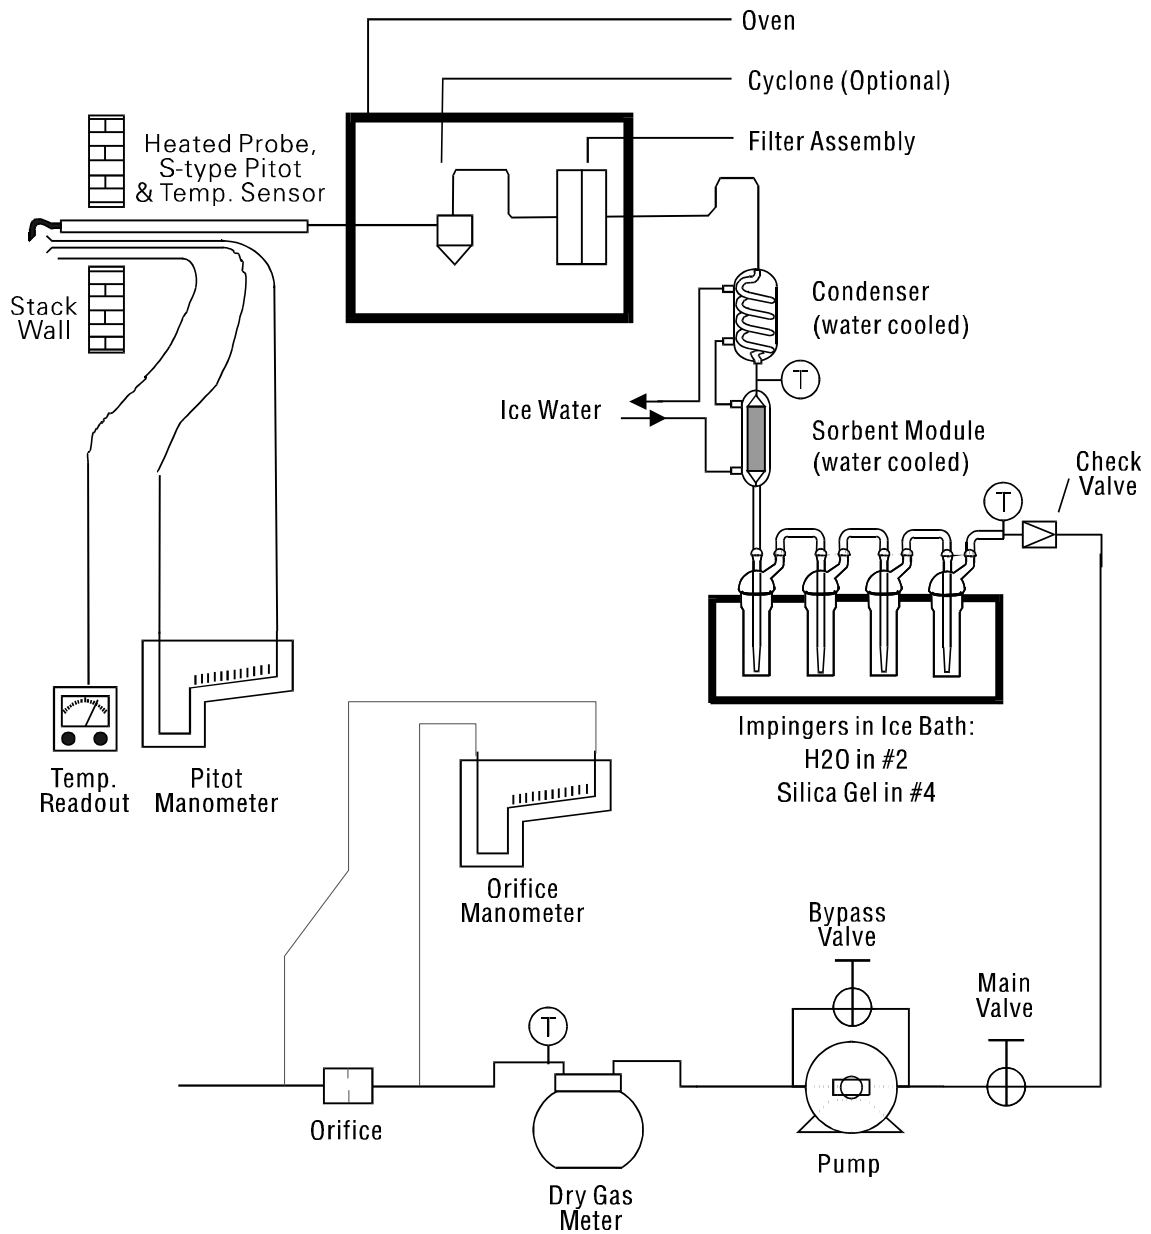 Oven
Cyclone (Optional)
Filter Assembly
Heated Probe,
S-type Pitot
& Temp. Sensor
Stack
Wall
Condenser
(water cooled)
T
Ice Water
Sorbent Module
(water cooled)
Check
Valve
T
Impingers in Ice Bath:
H2O in #2
Silica Gel in #4
Temp.
Readout
Pitot
Manometer
Orifice
Manometer
Bypass
Valve
Main
Valve
T
Orifice
Pump
Dry Gas
Meter